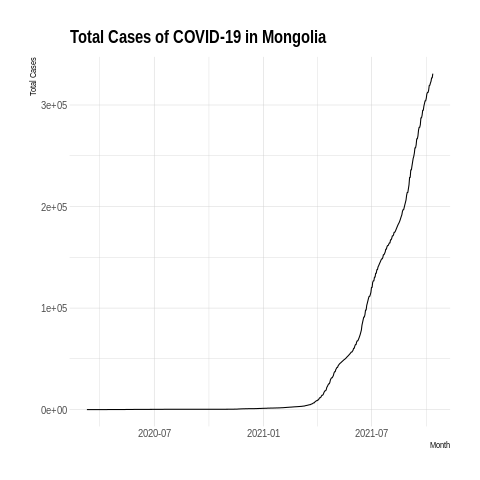 Total Cases of COVID-19 in Mongolia
Total Cases
3e+05
2e+05
1e+05
0e+00
2020-07
2021-01
2021-07
Month